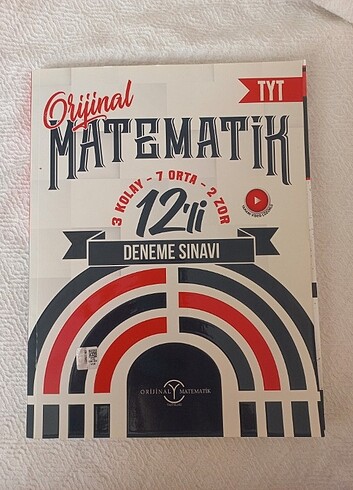 TYT
Orijinal
MATEMATİK
3 KOLAY - 7 ORTA - 2 ZOR
12'li
DENEME SINAVI
ORİJİNAL MATEMATİK